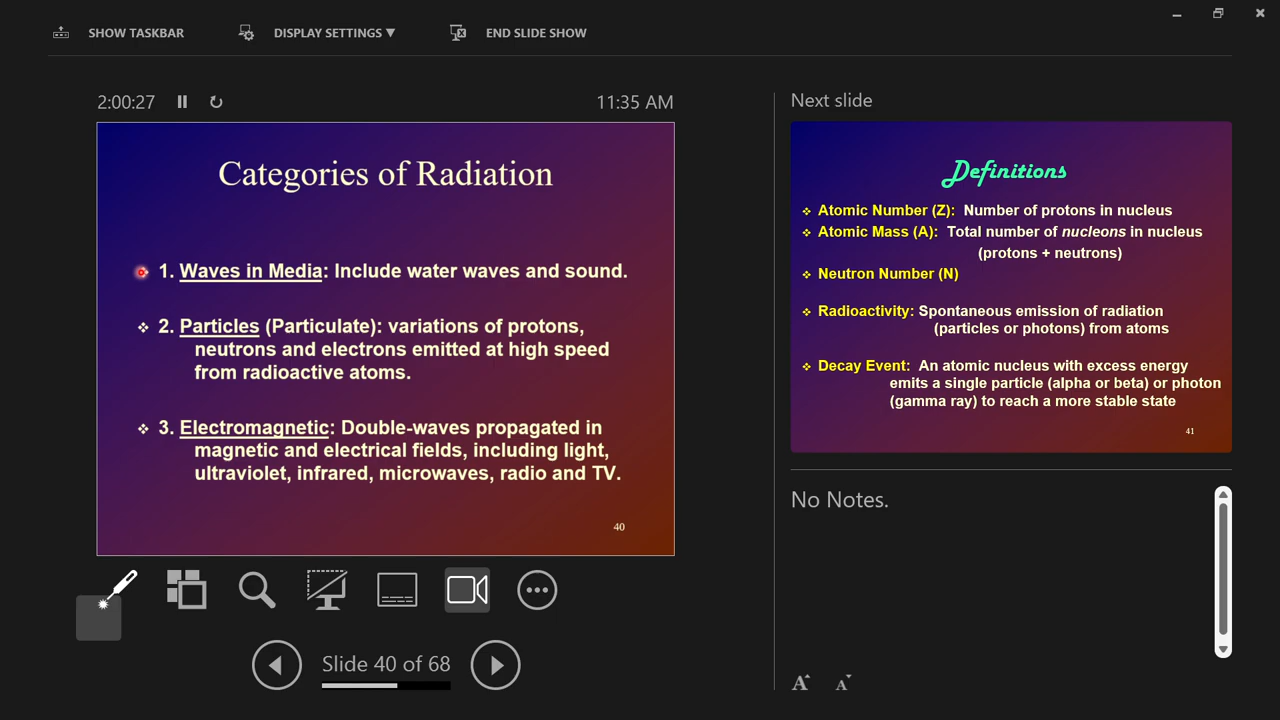 SHOW TASKBAR
DISPLAY SETTINGS ▼
END SLIDE SHOW
2:00:27
11:35 AM
Categories of Radiation
1. Waves in Media: Include water waves and sound.
2. Particles (Particulate): variations of protons,
neutrons and electrons emitted at high speed
from radioactive atoms.
3. Electromagnetic: Double-waves propagated in
magnetic and electrical fields, including light,
ultraviolet, infrared, microwaves, radio and TV.
40
Slide 40 of 68
Next slide
Definitions
Atomic Number (Z): Number of protons in nucleus
Atomic Mass (A): Total number of nucleons in nucleus
(protons + neutrons)
Neutron Number (N)
Radioactivity: Spontaneous emission of radiation
(particles or photons) from atoms
Decay Event: An atomic nucleus with excess energy
emits a single particle (alpha or beta) or photon
(gamma ray) to reach a more stable state
41
No Notes.
A A